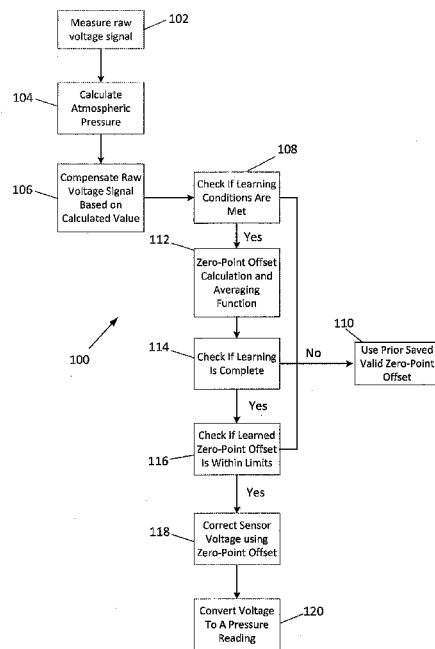 Measure raw
voltage signal
102
104
Calculate
Atmospheric
Pressure
106
Compensate Raw
Voltage Signal
Based on
Calculated Value
108
Check If Learning
Conditions Are
Met
Yes
112
Zero-Point Offset
Calculation and
Averaging
Function
100
114
Check If Learning
Is Complete
No
110
Use Prior Saved
Valid Zero-Point
Offset
Yes
116
Check If Learned
Zero-Point Offset
Is Within Limits
Yes
118
Correct Sensor
Voltage using
Zero-Point Offset
Convert Voltage
To A Pressure
Reading
120